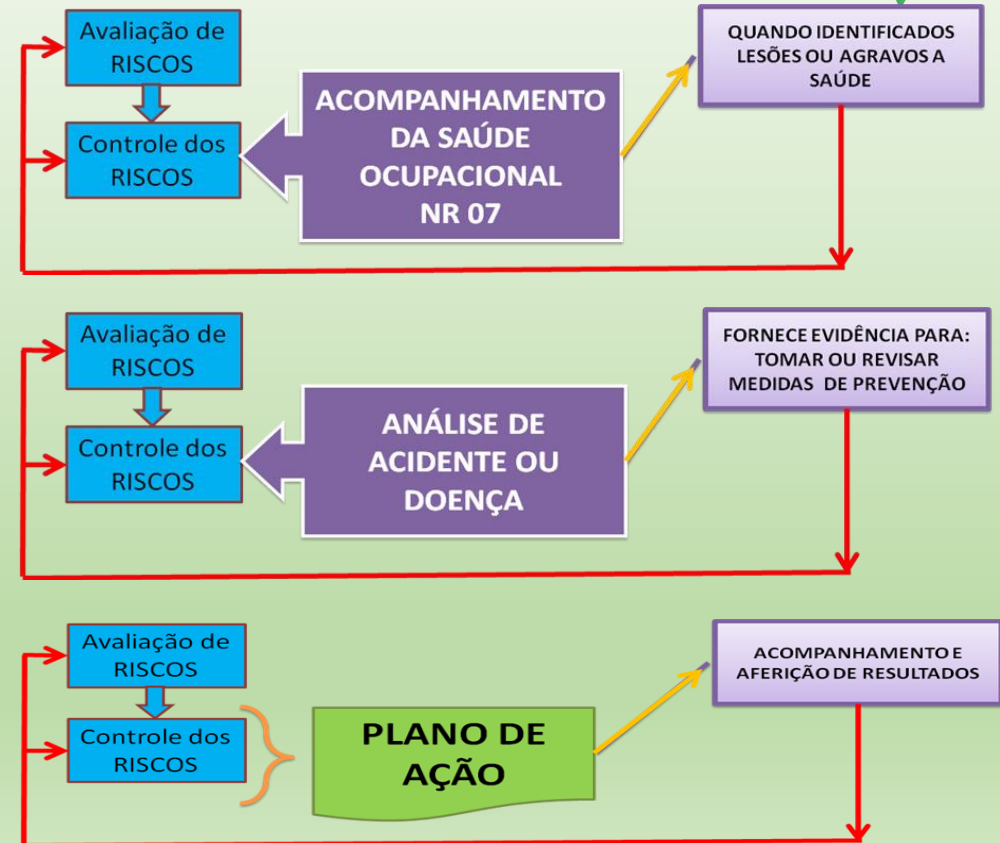 Avaliação de
RISCOS
Controle dos
RISCOS
ACOMPANHAMENTO
DA SAÚDE
OCUPACIONAL
NR 07
QUANDO IDENTIFICADOS
LESÕES OU AGRAVOS A
SAÚDE
Avaliação de
RISCOS
Controle dos
RISCOS
ANÁLISE DE
ACIDENTE OU
DOENÇA
FORNECE EVIDÊNCIA PARA:
TOMAR OU REVISAR
MEDIDAS DE PREVENÇÃO
Avaliação de
RISCOS
Controle dos
RISCOS
PLANO DE
AÇÃO
ACOMPANHAMENTO E
AFERIÇÃO DE RESULTADOS